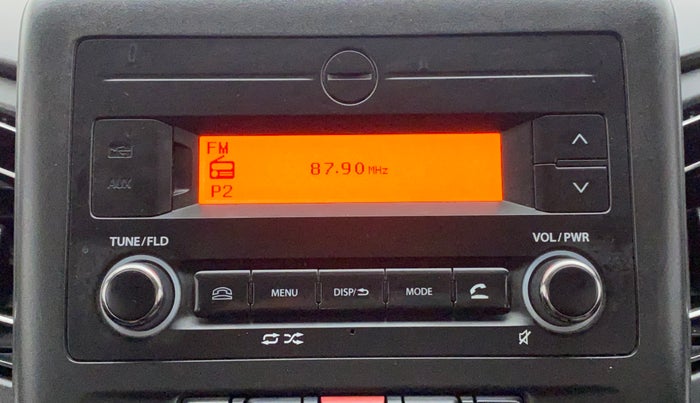 FM
87.90 MHz
P2
AUX
TUNE/FLD
VOL/PWR
MENU
DISP/
MODE